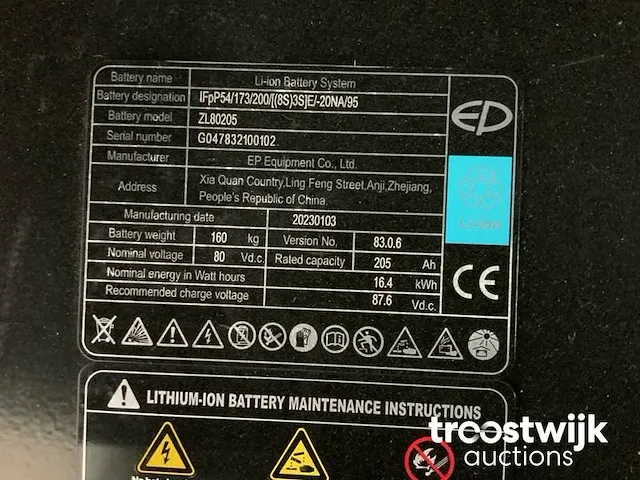 Battery name Li-ion Battery System
Battery designation IFpP54/173/200/[(8S)3S]E/-20NA/95
Battery model ZL80205
Serial number G047832100102
Manufacturer EP Equipment Co., Ltd.
Address Xia Quan Country,Ling Feng Street,Anji,Zhejiang,
People's Republic of China
Manufacturing date 20230103
Battery weight 160 kg Version No. 83.0.6
Nominal voltage 80 Vd.c. Rated capacity 205 Ah
Nominal energy in Watt hours 16.4 kWh
Recommended charge voltage 87.6 Vd.c.
EP
CE
LITHIUM-ION BATTERY MAINTENANCE INSTRUCTIONS
troostwijk
auctions